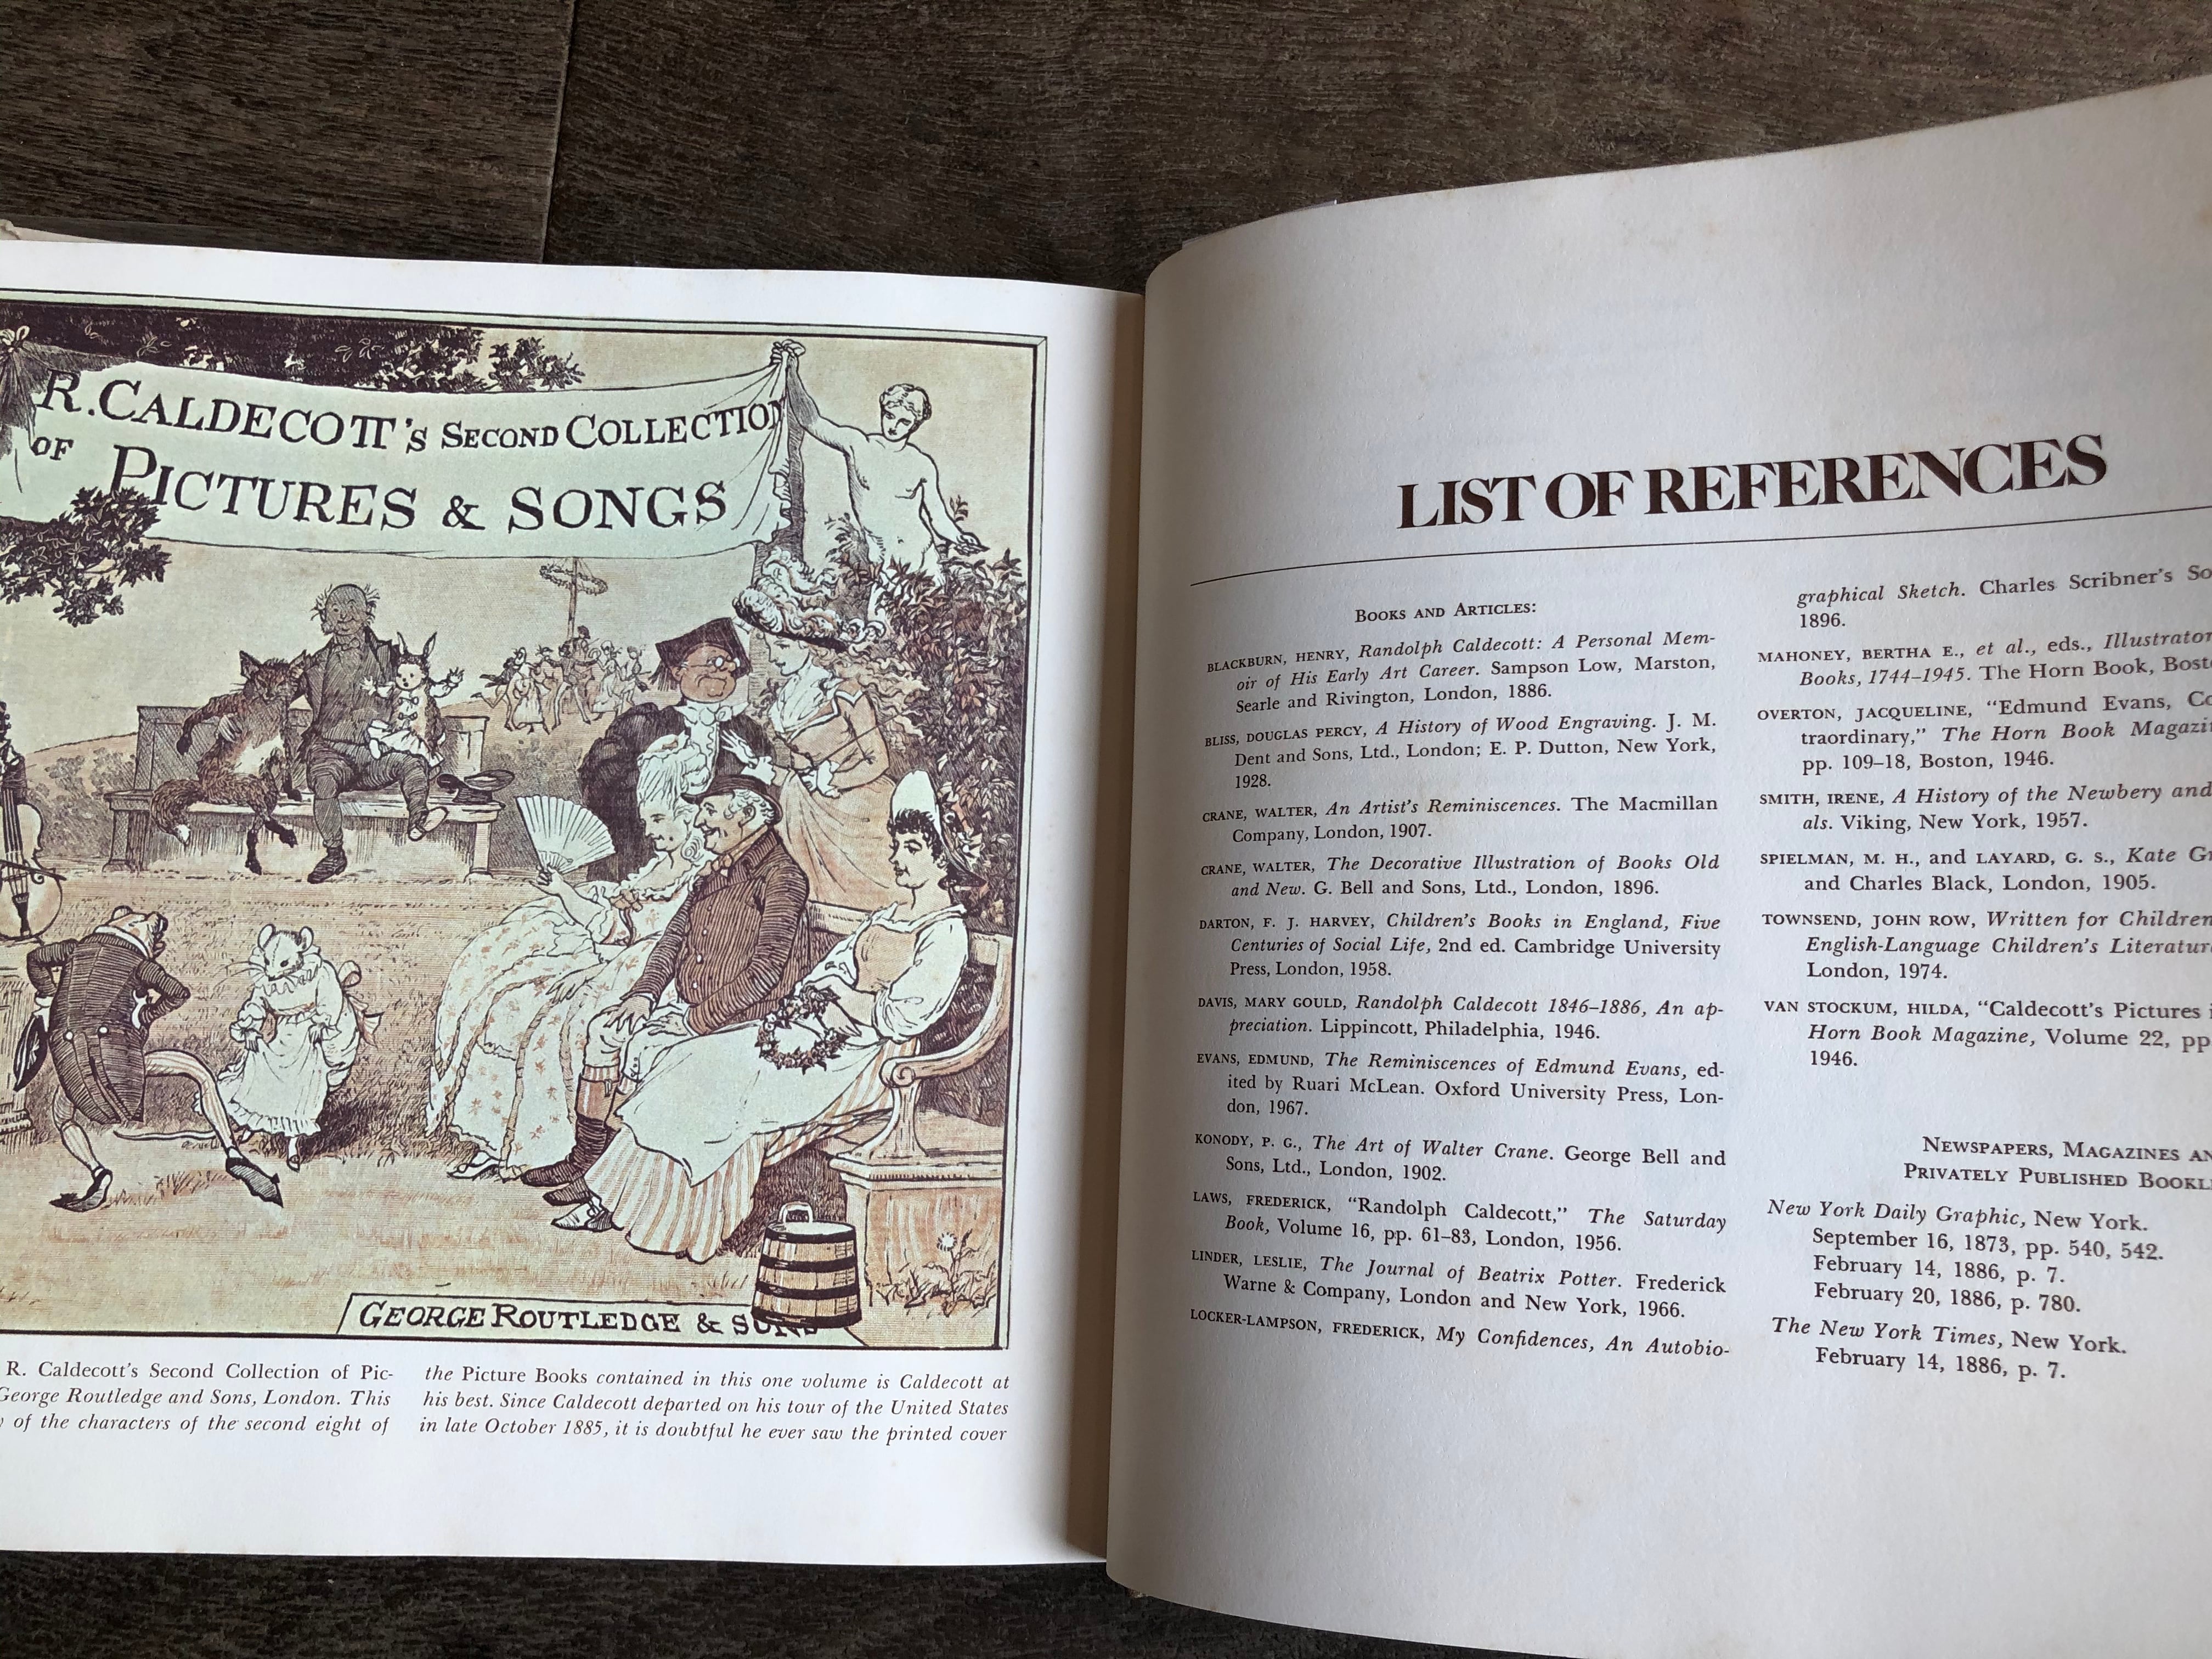 R. CALDECOTT'S SECOND COLLECTION
OF PICTURES & SONGS
GEORGE ROUTLEDGE & SONS
R. Caldecott's Second Collection of Pic-
George Routledge and Sons, London. This
of the characters of the second eight of
the Picture Books contained in this one volume is Caldecott at
his best. Since Caldecott departed on his tour of the United States
in late October 1885, it is doubtful he ever saw the printed cover
LIST OF REFERENCES
BOOKS AND ARTICLES:
BLACKBURN, HENRY, Randolph Caldecott: A Personal Mem-
oir of His Early Art Career. Sampson Low, Marston,
Searle and Rivington, London, 1886.
BLISS, DOUGLAS PERCY, A History of Wood Engraving. J. M.
Dent and Sons, Ltd., London; E. P. Dutton, New York,
1928.
CRANE, WALTER, An Artist's Reminiscences. The Macmillan
Company, London, 1907.
CRANE, WALTER, The Decorative Illustration of Books Old
and New. G. Bell and Sons, Ltd., London, 1896.
DARTON, F. J. HARVEY, Children's Books in England, Five
Centuries of Social Life, 2nd ed. Cambridge University
Press, London, 1958.
DAVIS, MARY GOULD, Randolph Caldecott 1846–1886, An ap-
preciation. Lippincott, Philadelphia, 1946.
EVANS, EDMUND, The Reminiscences of Edmund Evans, ed-
ited by Ruari McLean. Oxford University Press, Lon-
don, 1967.
KONODY, P. G., The Art of Walter Crane. George Bell and
Sons, Ltd., London, 1902.
LAWS, FREDERICK, “Randolph Caldecott,” The Saturday
Book, Volume 16, pp. 61–83, London, 1956.
LINDER, LESLIE, The Journal of Beatrix Potter. Frederick
Warne & Company, London and New York, 1966.
LOCKER-LAMPSON, FREDERICK, My Confidences, An Autobio-
graphical Sketch. Charles Scribner's So
1896.
MAHONEY, BERTHA E., et al., eds., Illustrator
Books, 1744–1945. The Horn Book, Bost
OVERTON, JACQUELINE, “Edmund Evans, Co
traordinary,” The Horn Book Magazi
pp. 109–18, Boston, 1946.
SMITH, IRENE, A History of the Newbery and
als. Viking, New York, 1957.
SPIELMAN, M. H., and LAYARD, G. S., Kate Gr
and Charles Black, London, 1905.
TOWNSEND, JOHN ROW, Written for Children
English-Language Children's Literatur
London, 1974.
VAN STOCKUM, HILDA, “Caldecott's Pictures i
Horn Book Magazine, Volume 22, pp
1946.
NEWSPAPERS, MAGAZINES AN
PRIVATELY PUBLISHED BOOKL
New York Daily Graphic, New York.
September 16, 1873, pp. 540, 542.
February 14, 1886, p. 7.
February 20, 1886, p. 780.
The New York Times, New York.
February 14, 1886, p. 7.